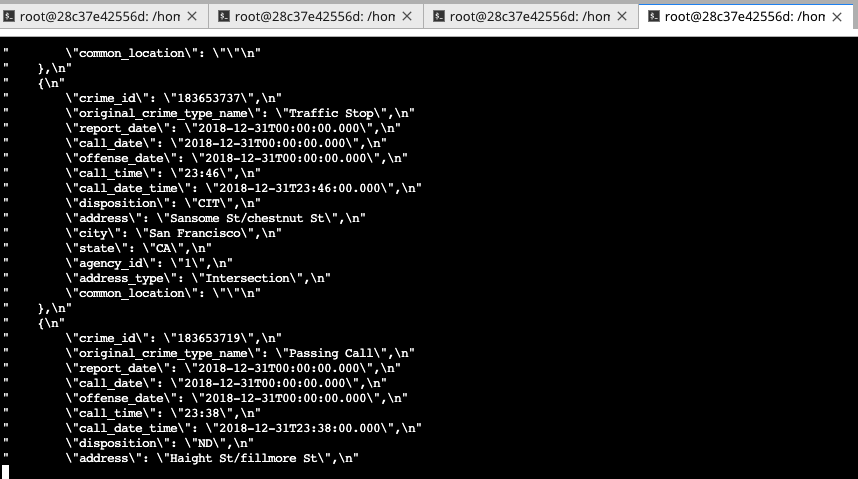 root@28c37e42556d: /hom ×
root@28c37e42556d: /hom ×
root@28c37e42556d: /hom ×
root@28c37e42556d: /hom ×
"        \"common_location\": \"\"\n"
"    },\n"
"    {\n"
"        \"crime_id\": \"183653737\",\n"
"        \"original_crime_type_name\": \"Traffic Stop\",\n"
"        \"report_date\": \"2018-12-31T00:00:00.000\",\n"
"        \"call_date\": \"2018-12-31T00:00:00.000\",\n"
"        \"offense_date\": \"2018-12-31T00:00:00.000\",\n"
"        \"call_time\": \"23:46\",\n"
"        \"call_date_time\": \"2018-12-31T23:46:00.000\",\n"
"        \"disposition\": \"CIT\",\n"
"        \"address\": \"Sansome St/chestnut St\",\n"
"        \"city\": \"San Francisco\",\n"
"        \"state\": \"CA\",\n"
"        \"agency_id\": \"1\",\n"
"        \"address_type\": \"Intersection\",\n"
"        \"common_location\": \"\"\n"
"    },\n"
"    {\n"
"        \"crime_id\": \"183653719\",\n"
"        \"original_crime_type_name\": \"Passing Call\",\n"
"        \"report_date\": \"2018-12-31T00:00:00.000\",\n"
"        \"call_date\": \"2018-12-31T00:00:00.000\",\n"
"        \"offense_date\": \"2018-12-31T00:00:00.000\",\n"
"        \"call_time\": \"23:38\",\n"
"        \"call_date_time\": \"2018-12-31T23:38:00.000\",\n"
"        \"disposition\": \"ND\",\n"
"        \"address\": \"Haight St/fillmore St\",\n"